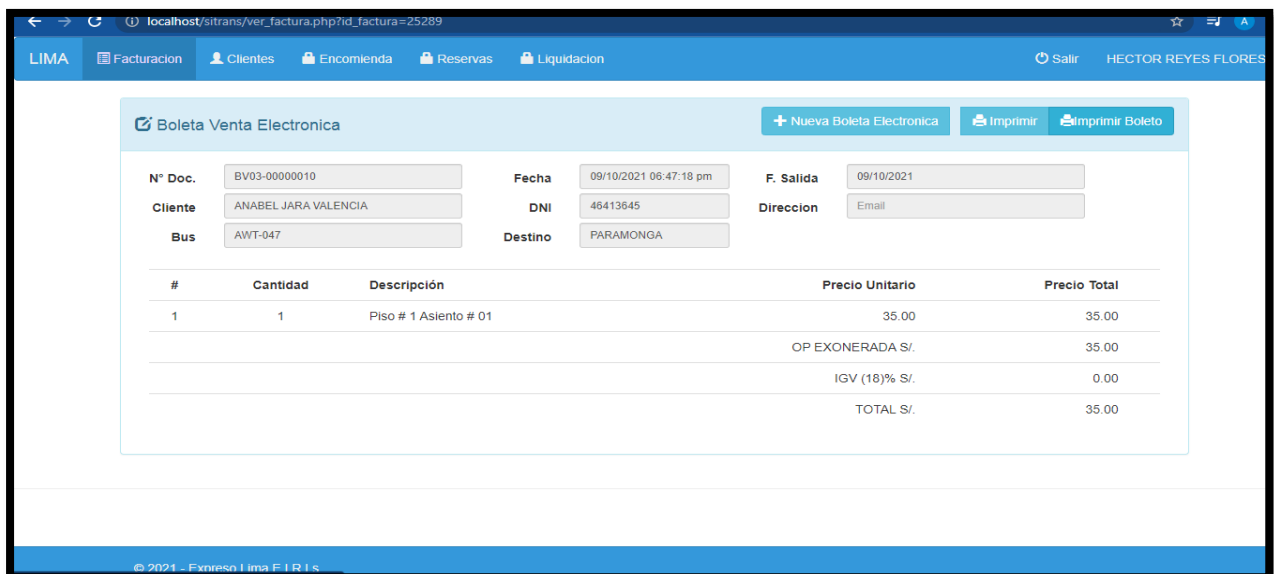 localhost/sitrans/ver_factura.php?id_factura=25289
A
LIMA Facturacion Clientes Encomienda Reservas Liquidacion Salir HECTOR REYES FLORES
Boleta Venta Electronica + Nueva Boleta Electronica Imprimir Imprimir Boleto
N° Doc. BV03-00000010 Fecha 09/10/2021 06:47:18 pm F. Salida 09/10/2021
Cliente ANABEL JARA VALENCIA DNI 46413645 Direccion Email
Bus AWT-047 Destino PARAMONGA
# Cantidad Descripción Precio Unitario Precio Total
1 1 Piso # 1 Asiento # 01 35.00 35.00
OP EXONERADA S/. 35.00
IGV (18)% S/. 0.00
TOTAL S/. 35.00
© 2021 - Expreso Lima E.I.R.Ls